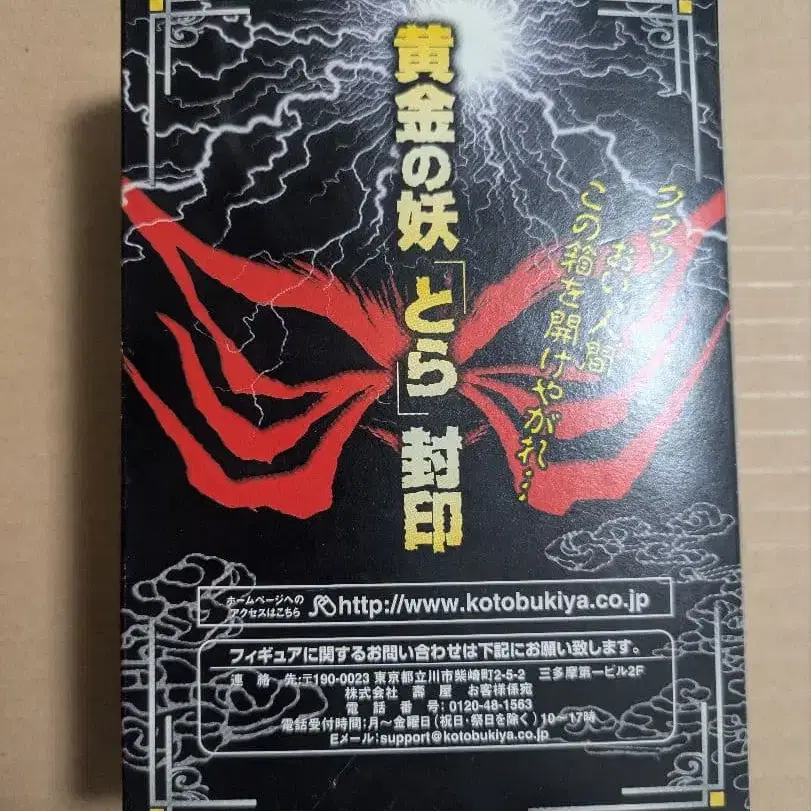 黄金の妖「とら」封印
ううっ
おい、人間
この箱を開けやがれ…
ホームページへの
アクセスはこちら
http://www.kotobukiya.co.jp
フィギュアに関するお問い合わせは下記にお願い致します。
連絡先:〒190-0023 東京都立川市柴崎町2-5-2 三多摩第一ビル2F
株式会社 壽屋 お客様係宛
電話番号:0120-48-1563
電話受付時間:月~金曜日(祝日・祭日を除く)10~17時
Eメール:support@kotobukiya.co.jp